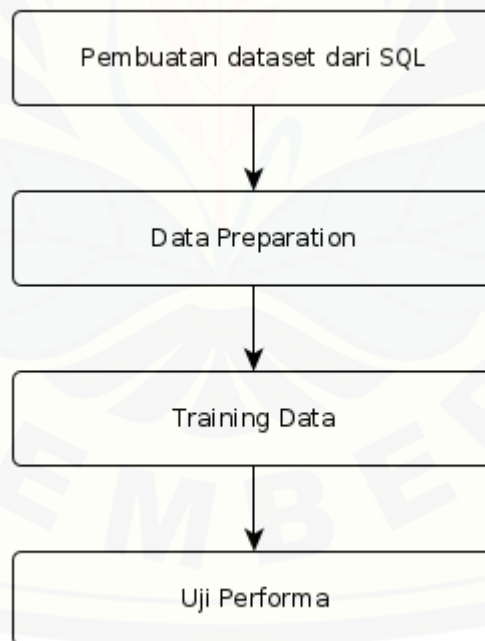 Pembuatan dataset dari SQL
Data Preparation
Training Data
Uji Performa